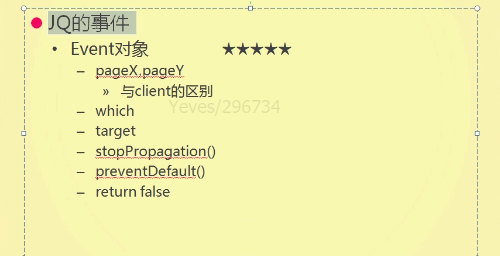 JQ的事件
Event对象 ★★★★★
pageX,pageY
与client的区别
Yeves/296734
which
target
stopPropagation()
preventDefault()
return false